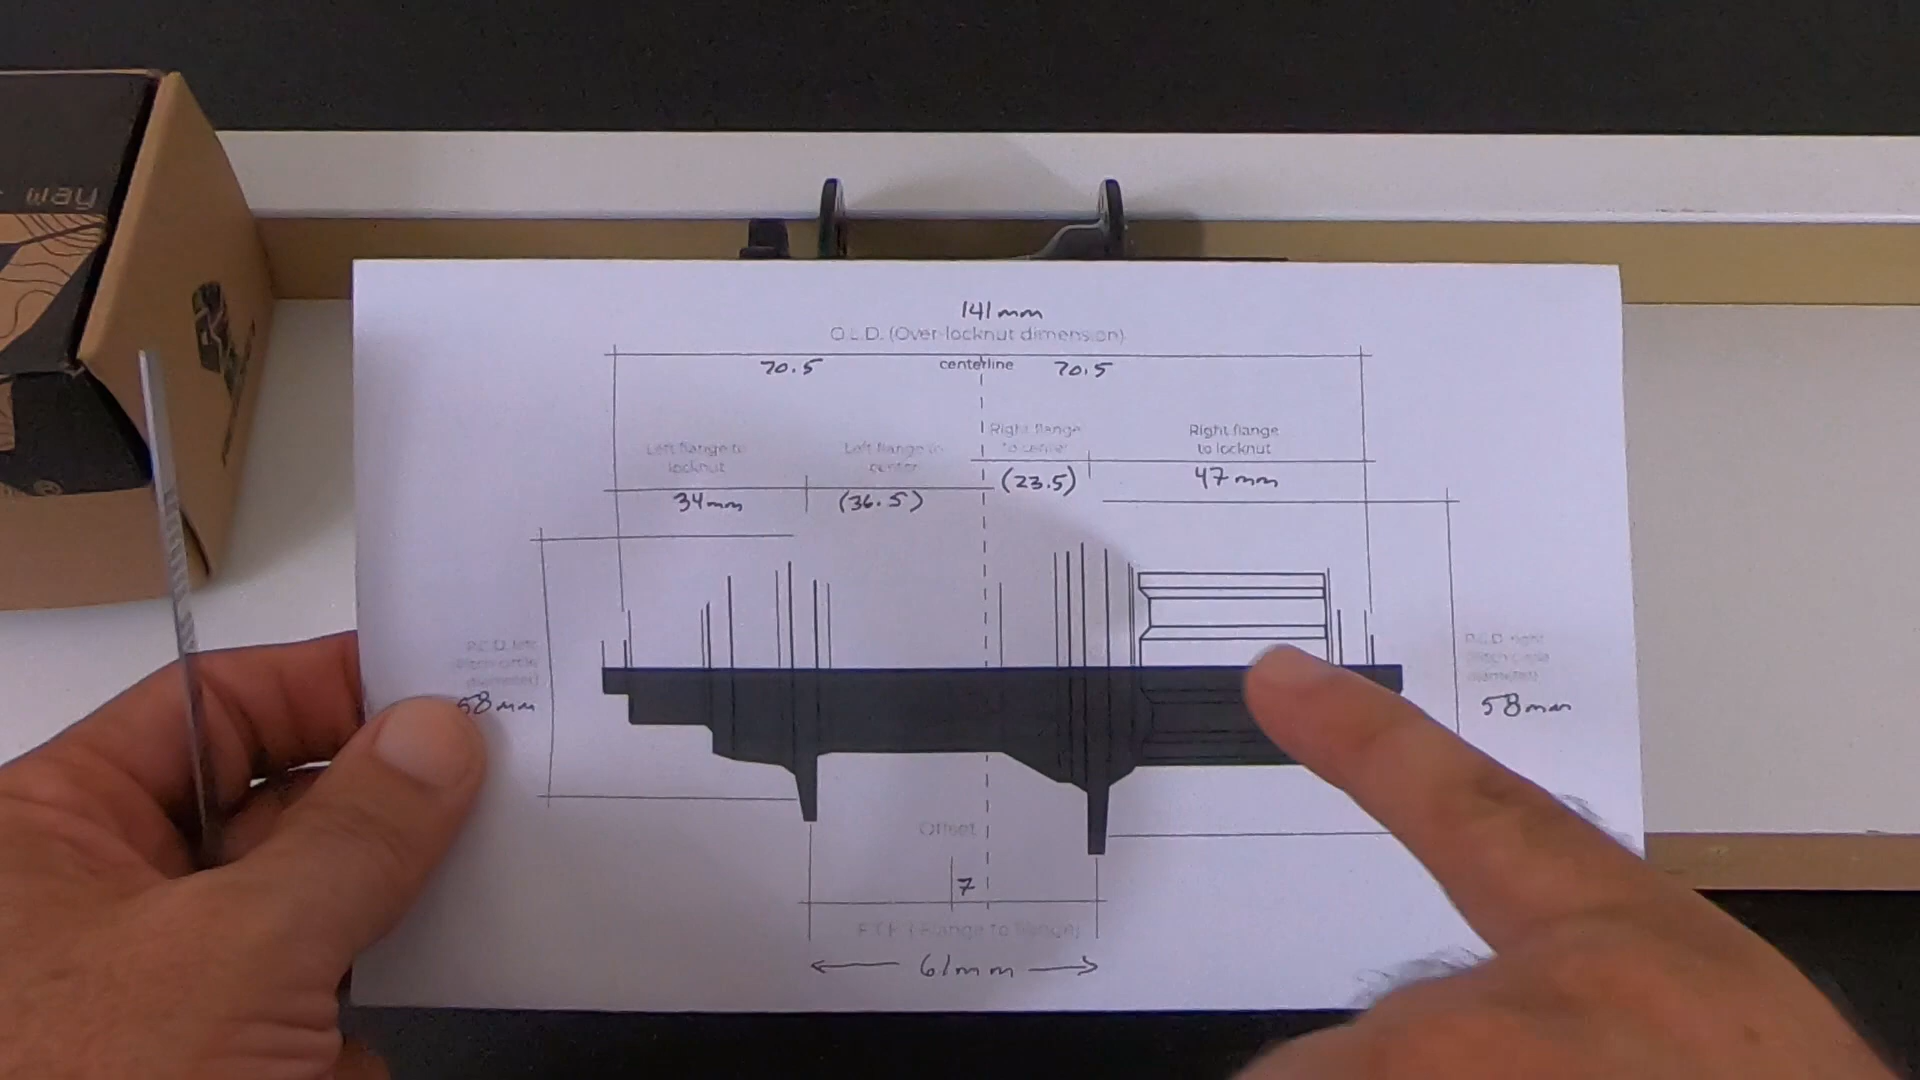 way
141mm
O.L.D. (Over-locknut dimension)
70.5 centerline 70.5
Left flange to
locknut
Left flange to
center
Right flange
to center
Right flange
to locknut
34mm
(36.5)
(23.5)
47mm
P.C.D. left
(Pitch circle
diameter)
58mm
P.C.D. right
(Pitch circle
diameter)
58mm
Offset
7
F.T.F. (Flange to flange)
61mm